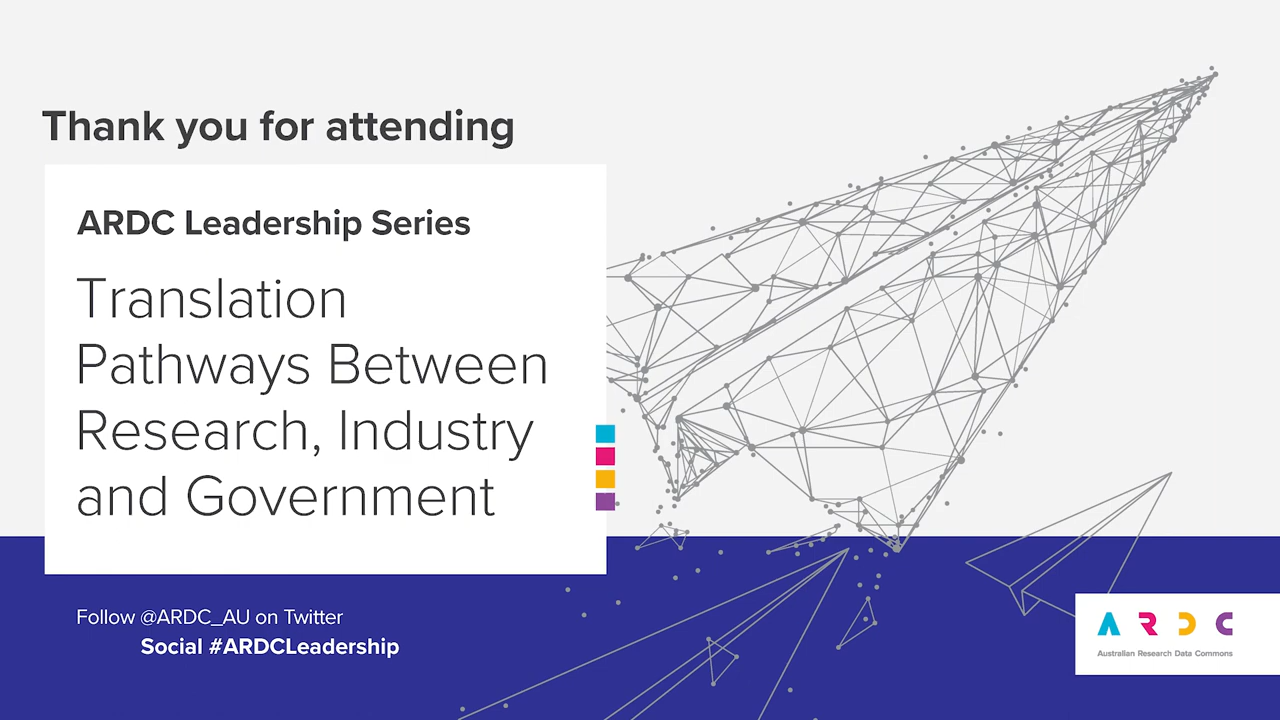 Thank you for attending
ARDC Leadership Series
Translation
Pathways Between
Research, Industry
and Government
Follow @ARDC_AU on Twitter
Social #ARDCLeadership
ARDC
Australian Research Data Commons